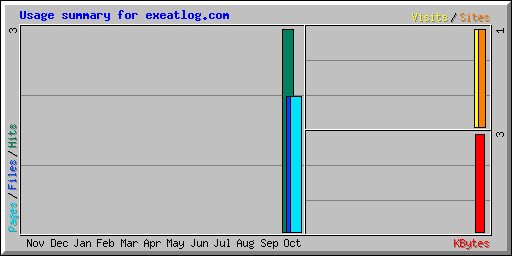 Usage summary for exeatlog.com
Visits / Sites
3
1
3
Pages / Files / Hits
Nov Dec Jan Feb Mar Apr May Jun Jul Aug Sep Oct
KBytes